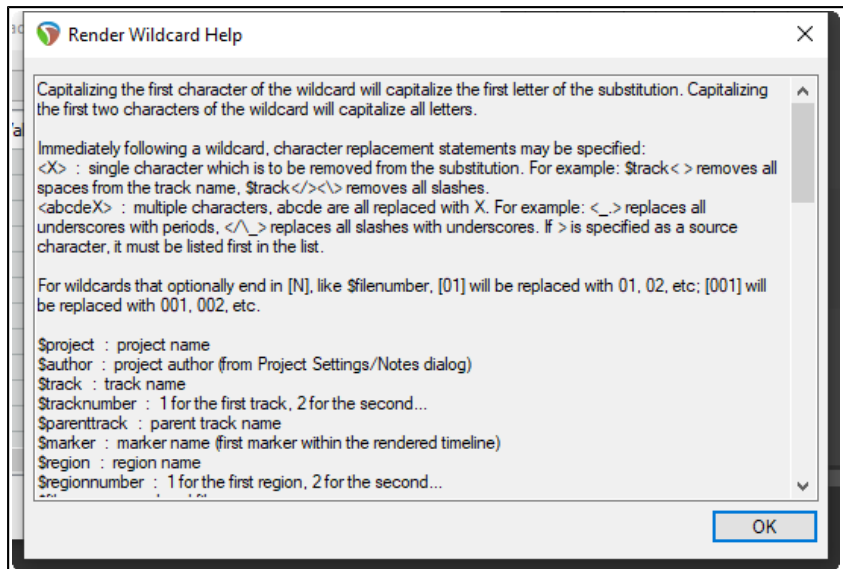 Render Wildcard Help
Capitalizing the first character of the wildcard will capitalize the first letter of the substitution. Capitalizing
the first two characters of the wildcard will capitalize all letters.
Immediately following a wildcard, character replacement statements may be specified:
<X> : single character which is to be removed from the substitution. For example: $track< > removes all
spaces from the track name, $track</><\> removes all slashes.
<abcdeX> : multiple characters, abcde are all replaced with X. For example: <_.> replaces all
underscores with periods, </\_> replaces all slashes with underscores. If > is specified as a source
character, it must be listed first in the list.
For wildcards that optionally end in [N], like $filenumber, [01] will be replaced with 01, 02, etc; [001] will
be replaced with 001, 002, etc.
$project : project name
$author : project author (from Project Settings/Notes dialog)
$track : track name
$tracknumber : 1 for the first track, 2 for the second...
$parenttrack : parent track name
$marker : marker name (first marker within the rendered timeline)
$region : region name
$regionnumber : 1 for the first region, 2 for the second...
OK